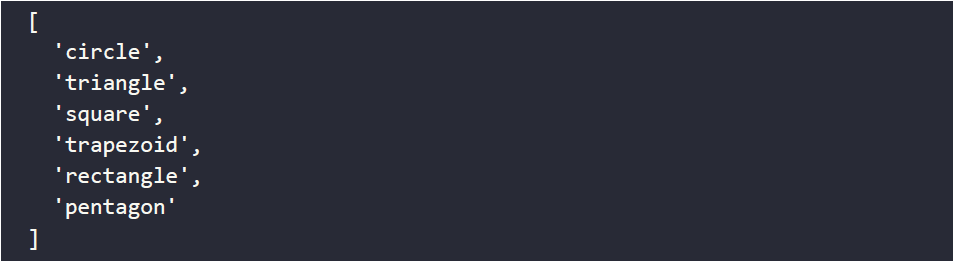 [
  'circle',
  'triangle',
  'square',
  'trapezoid',
  'rectangle',
  'pentagon'
]